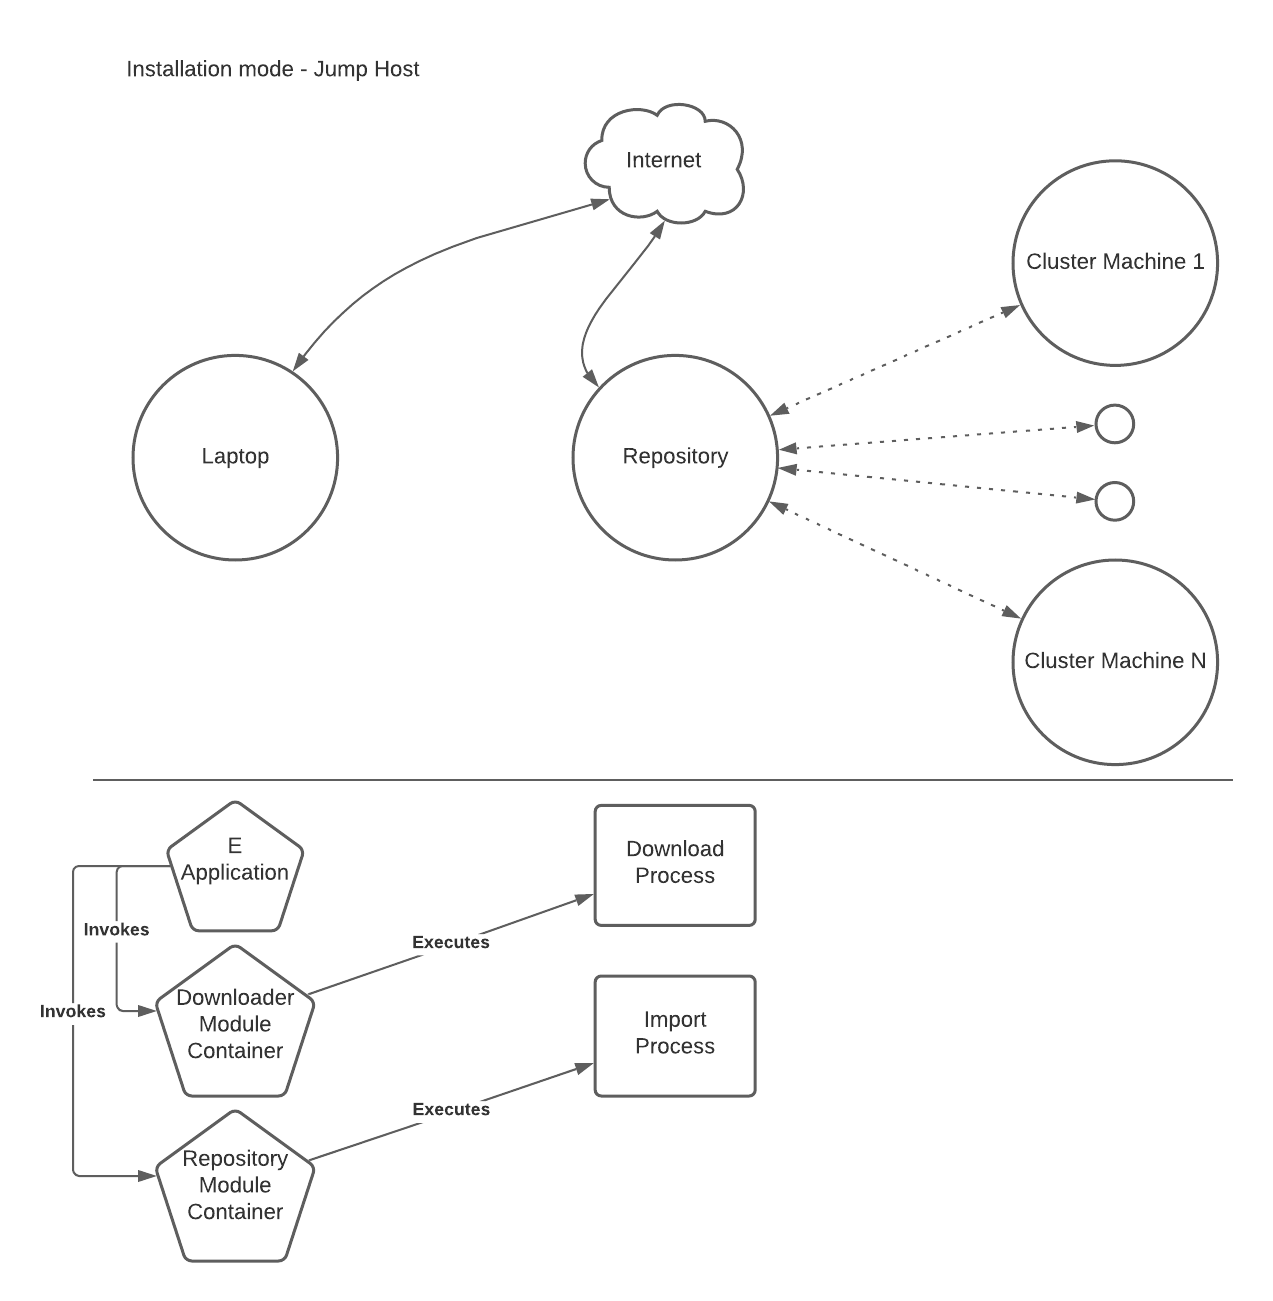 Installation mode - Jump Host
Internet
Cluster Machine 1
Laptop
Repository
Cluster Machine N
E
Application
Download
Process
Invokes
Executes
Downloader
Module
Container
Invokes
Import
Process
Executes
Repository
Module
Container